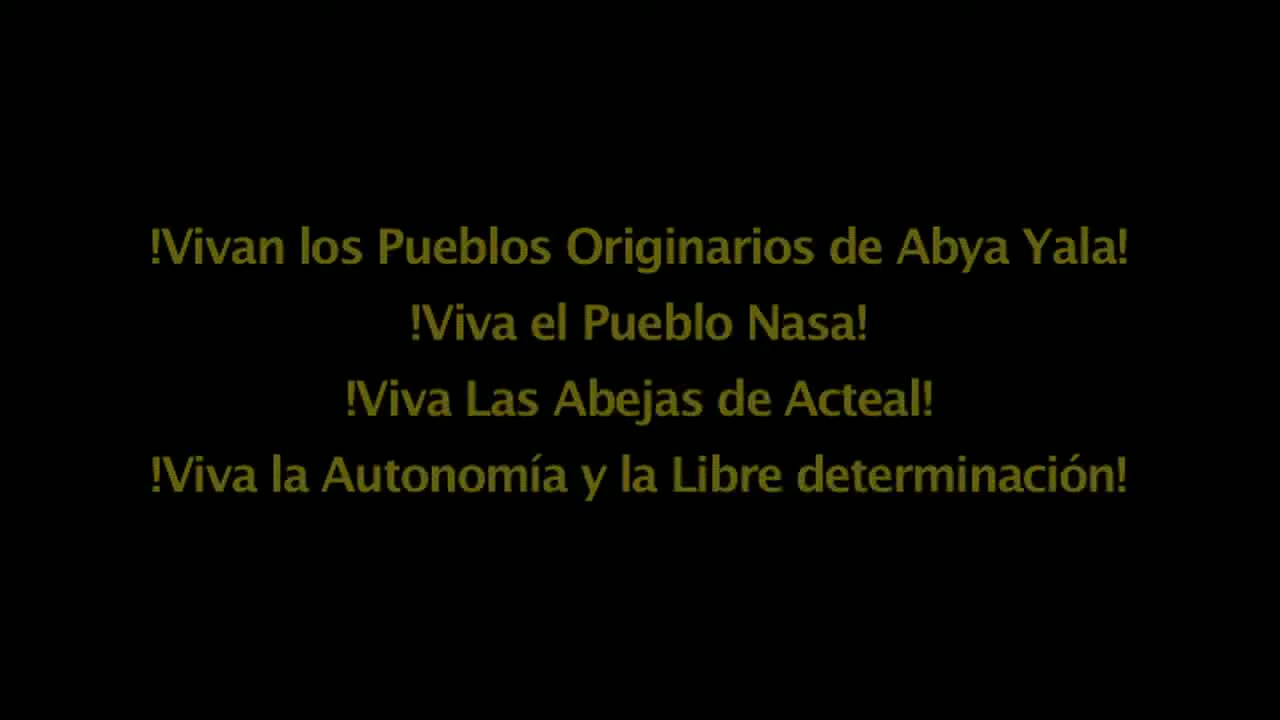 !Vivan los Pueblos Originarios de Abya Yala!
!Viva el Pueblo Nasa!
!Viva Las Abejas de Acteal!
!Viva la Autonomía y la Libre determinación!